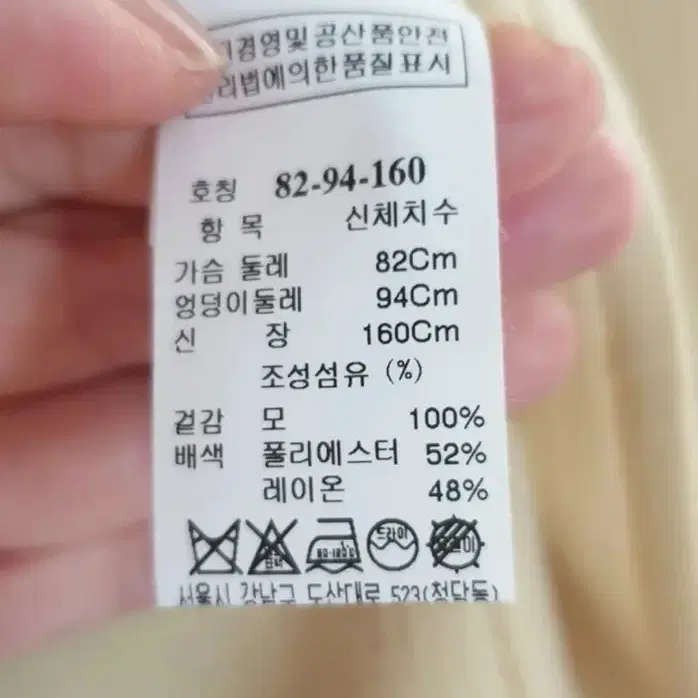 경영및 공산품안전
리법에의한 품질표시
호칭 82-94-160
항 목 신체치수
가슴 둘레 82Cm
엉덩이둘레 94Cm
신 장 160Cm
조성섬유 (%)
겉감 모 100%
배색 폴리에스터 52%
레이온 48%
드라이
서울시 강남구 도산대로 523(청담동)